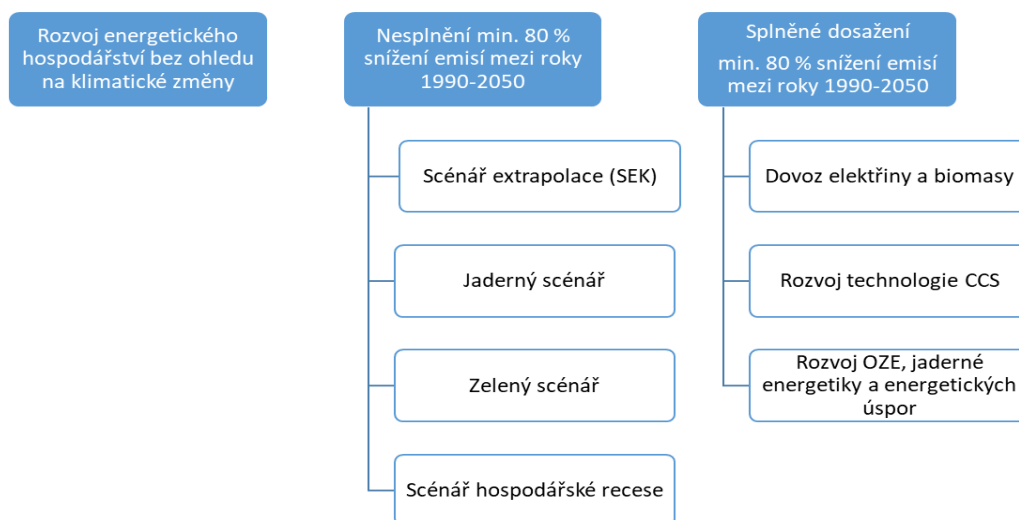 Rozvoj energetického
hospodářství bez ohledu
na klimatické změny
Nesplnění min. 80 %
snížení emisí mezi roky
1990-2050
Scénář extrapolace (SEK)
Jaderný scénář
Zelený scénář
Scénář hospodářské recese
Splněné dosažení
min. 80 % snížení emisí
mezi roky 1990-2050
Dovoz elektřiny a biomasy
Rozvoj technologie CCS
Rozvoj OZE, jaderné
energetiky a energetických
úspor